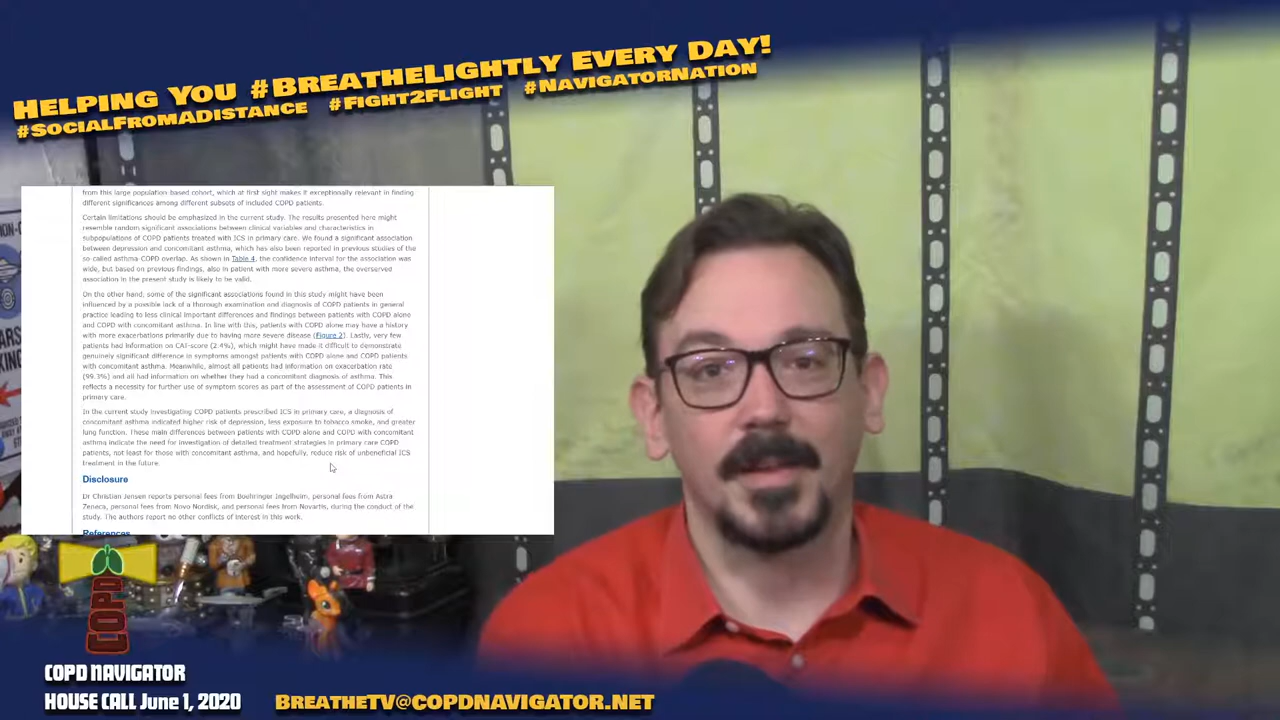 HELPING YOU #BREATHELIGHTLY EVERY DAY!
#SOCIALFROMADISTANCE #FIGHT2FLIGHT #NAVIGATORNATION
from this large population-based cohort, which at first sight makes it exceptionally relevant in finding
different significances among different subsets of included COPD patients.
Certain limitations should be emphasized in the current study. The results presented here might
resemble random significant associations between clinical variables and characteristics in
subpopulations of COPD patients treated with ICS in primary care. We found a significant association
between depression and concomitant asthma, which has also been reported in previous studies of the
so-called asthma-COPD overlap. As shown in Table 4, the confidence interval for the association was
wide, but based on previous findings, also in patient with more severe asthma, the overserved
association in the present study is likely to be valid.
On the other hand, some of the significant associations found in this study might have been
influenced by a possible lack of a thorough examination and diagnosis of COPD patients in general
practice leading to less clinical important differences and findings between patients with COPD alone
and COPD with concomitant asthma. In line with this, patients with COPD alone may have a history
with more exacerbations primarily due to having more severe disease (Figure 2). Lastly, very few
patients had information on CAT-score (2.4%), which might have made it difficult to demonstrate
genuinely significant difference in symptoms amongst patients with COPD alone and COPD patients
with concomitant asthma. Meanwhile, almost all patients had information on exacerbation rate
(99.3%) and all had information on whether they had a concomitant diagnosis of asthma. This
reflects a necessity for further use of symptom scores as part of the assessment of COPD patients in
primary care.
In the current study investigating COPD patients prescribed ICS in primary care, a diagnosis of
concomitant asthma indicated higher risk of depression, less exposure to tobacco smoke, and greater
lung function. These main differences between patients with COPD alone and COPD with concomitant
asthma indicate the need for investigation of detailed treatment strategies in primary care COPD
patients, not least for those with concomitant asthma, and hopefully, reduce risk of unbeneficial ICS
treatment in the future.
Disclosure
Dr Christian Jensen reports personal fees from Boehringer Ingelheim, personal fees from Astra
Zeneca, personal fees from Novo Nordisk, and personal fees from Novartis, during the conduct of the
study. The authors report no other conflicts of interest in this work.
References
COPD
COPD NAVIGATOR
HOUSE CALL June 1, 2020
BREATHETV@COPDNAVIGATOR.NET